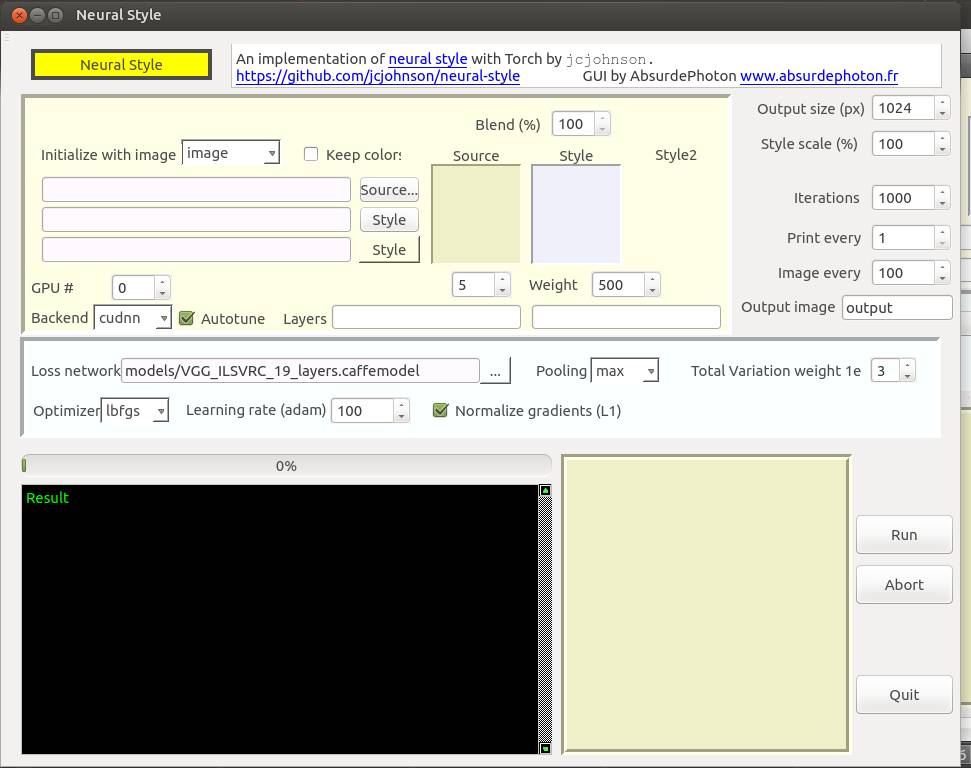 Neural Style
Neural Style
An implementation of neural style with Torch by jcjohnson.
https://github.com/jcjohnson/neural-style GUI by AbsurdePhoton www.absurdephoton.fr
Output size (px) 1024
Blend (%) 100
Style scale (%) 100
Initialize with image image Keep colors
Source Style Style2
Source...
Iterations 1000
Style
Print every 1
Style
Image every 100
GPU # 0
5 Weight 500
Output image output
Backend cudnn Autotune Layers
Loss network models/VGG_ILSVRC_19_layers.caffemodel ... Pooling max Total Variation weight 1e 3
Optimizer lbfgs Learning rate (adam) 100 Normalize gradients (L1)
0%
Result
Run
Abort
Quit